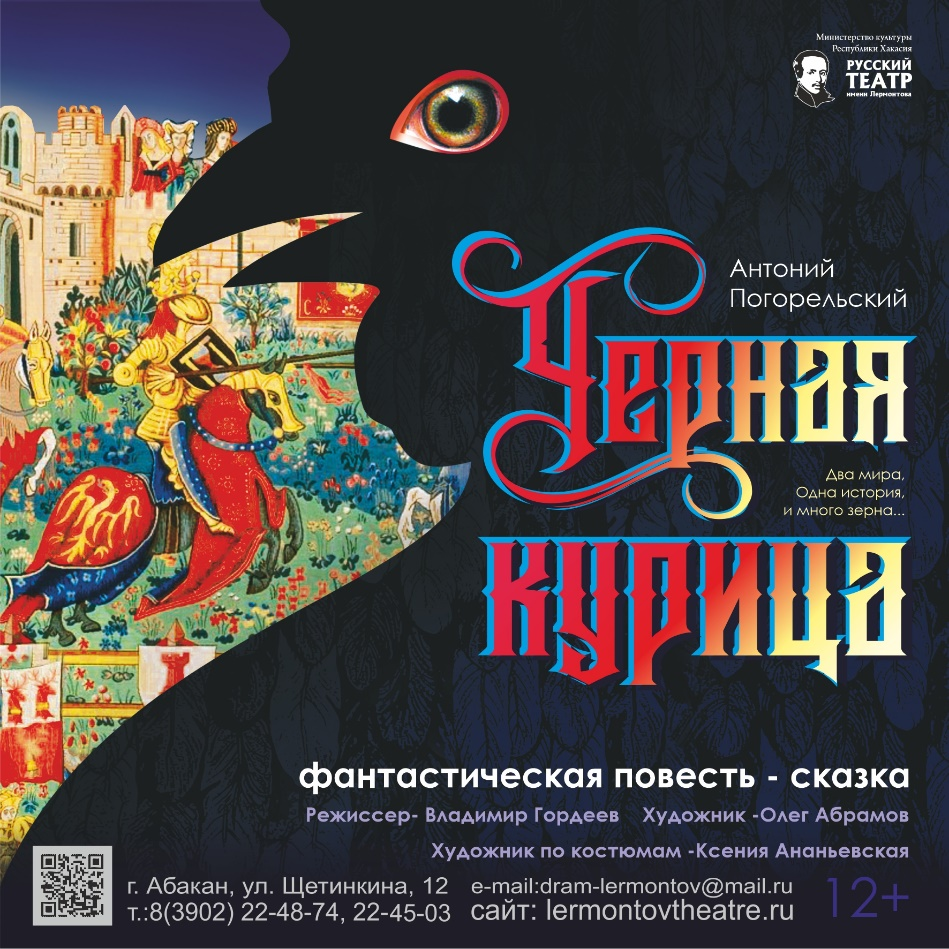 Министерство культуры
Республики Хакасия
РУССКИЙ
ТЕАТР
имени Лермонтова
Антоний
Погорельский
Черная
Два мира,
Одна история,
и много зерна...
курица
фантастическая повесть - сказка
Режиссер- Владимир Гордеев Художник -Олег Абрамов
Художник по костюмам -Ксения Ананьевская
г. Абакан, ул. Щетинкина, 12 e-mail:dram-lermontov@mail.ru
т.:8(3902) 22-48-74, 22-45-03 сайт: lermontovtheatre.ru
12+